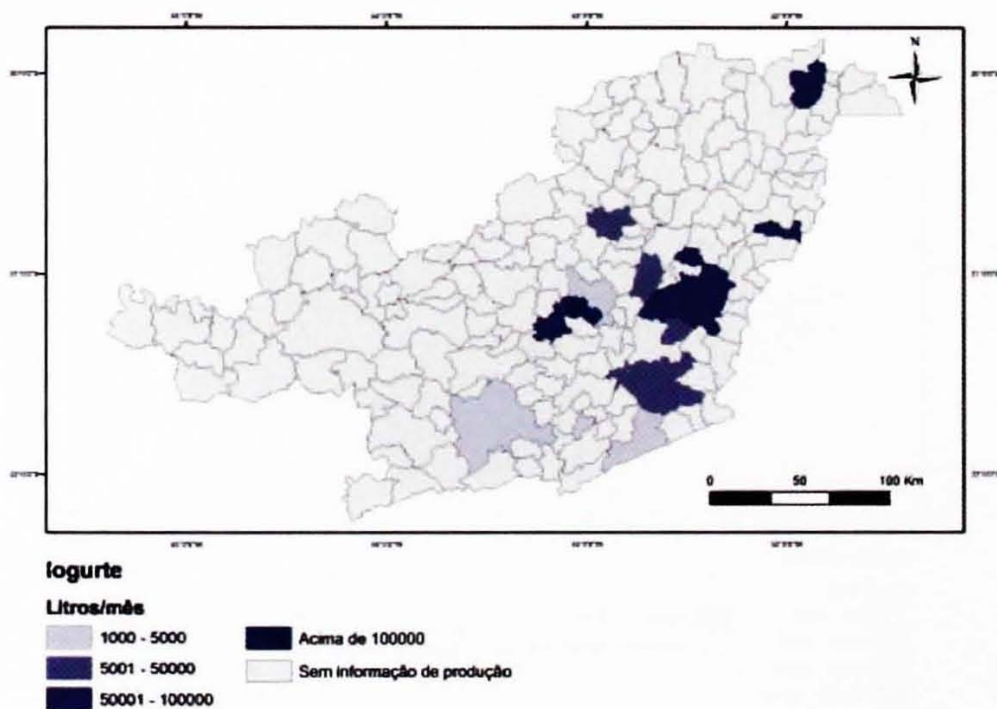 N
0 50 100 Km
Iogurte
Litros/mês
1000 - 5000
5001 - 50000
50001 - 100000
Acima de 100000
Sem informação de produção